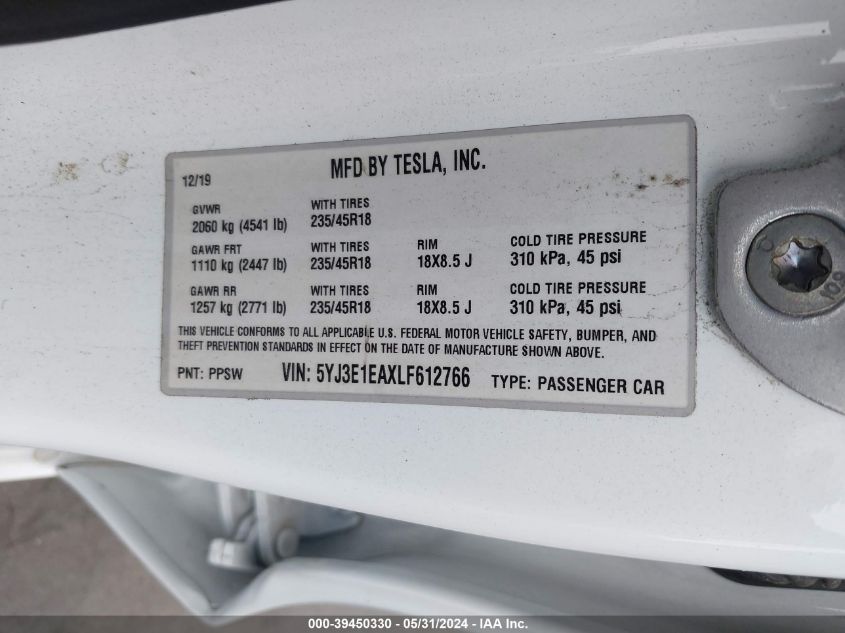 MFD BY TESLA, INC.
12/19
GVWR WITH TIRES
2060 kg (4541 lb) 235/45R18
GAWR FRT WITH TIRES RIM COLD TIRE PRESSURE
1110 kg (2447 lb) 235/45R18 18X8.5 J 310 kPa, 45 psi
GAWR RR WITH TIRES RIM COLD TIRE PRESSURE
1257 kg (2771 lb) 235/45R18 18X8.5 J 310 kPa, 45 psi
THIS VEHICLE CONFORMS TO ALL APPLICABLE U.S. FEDERAL MOTOR VEHICLE SAFETY, BUMPER, AND
THEFT PREVENTION STANDARDS IN EFFECT ON THE DATE OF MANUFACTURE SHOWN ABOVE.
PNT: PPSW VIN: 5YJ3E1EAXLF612766 TYPE: PASSENGER CAR
109
000-39450330 - 05/31/2024 - IAA Inc.